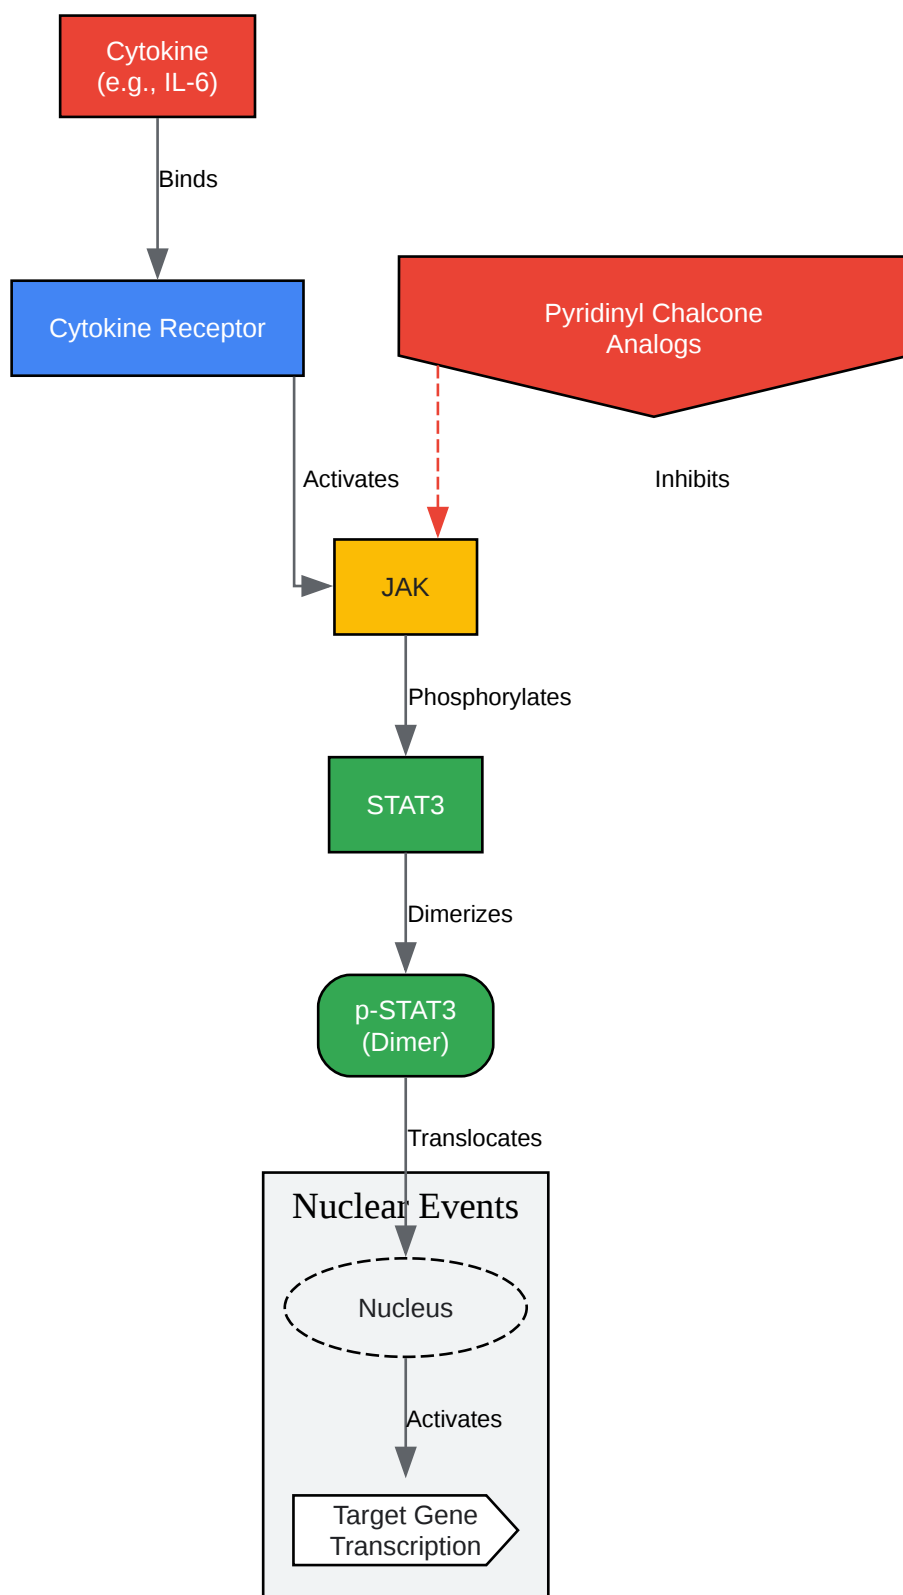 Cytokine
(e.g., IL-6)
Binds
Cytokine Receptor
Pyridinyl Chalcone
Analogs
Activates
Inhibits
JAK
Phosphorylates
STAT3
Dimerizes
p-STAT3
(Dimer)
Translocates
Nuclear Events
Nucleus
Activates
Target Gene
Transcription